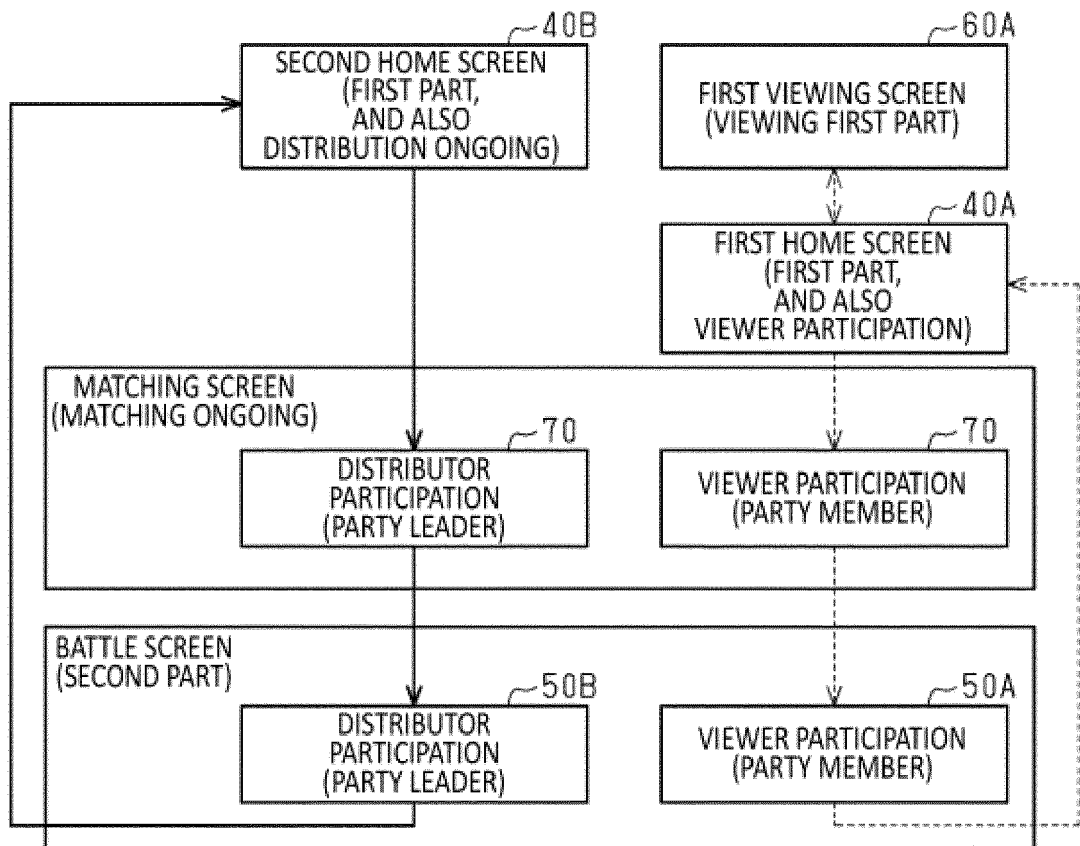 40B
SECOND HOME SCREEN
(FIRST PART,
AND ALSO
DISTRIBUTION ONGOING)
60A
FIRST VIEWING SCREEN
(VIEWING FIRST PART)
40A
FIRST HOME SCREEN
(FIRST PART,
AND ALSO
VIEWER PARTICIPATION)
MATCHING SCREEN
(MATCHING ONGOING)
70
DISTRIBUTOR
PARTICIPATION
(PARTY LEADER)
70
VIEWER PARTICIPATION
(PARTY MEMBER)
BATTLE SCREEN
(SECOND PART)
50B
DISTRIBUTOR
PARTICIPATION
(PARTY LEADER)
50A
VIEWER PARTICIPATION
(PARTY MEMBER)